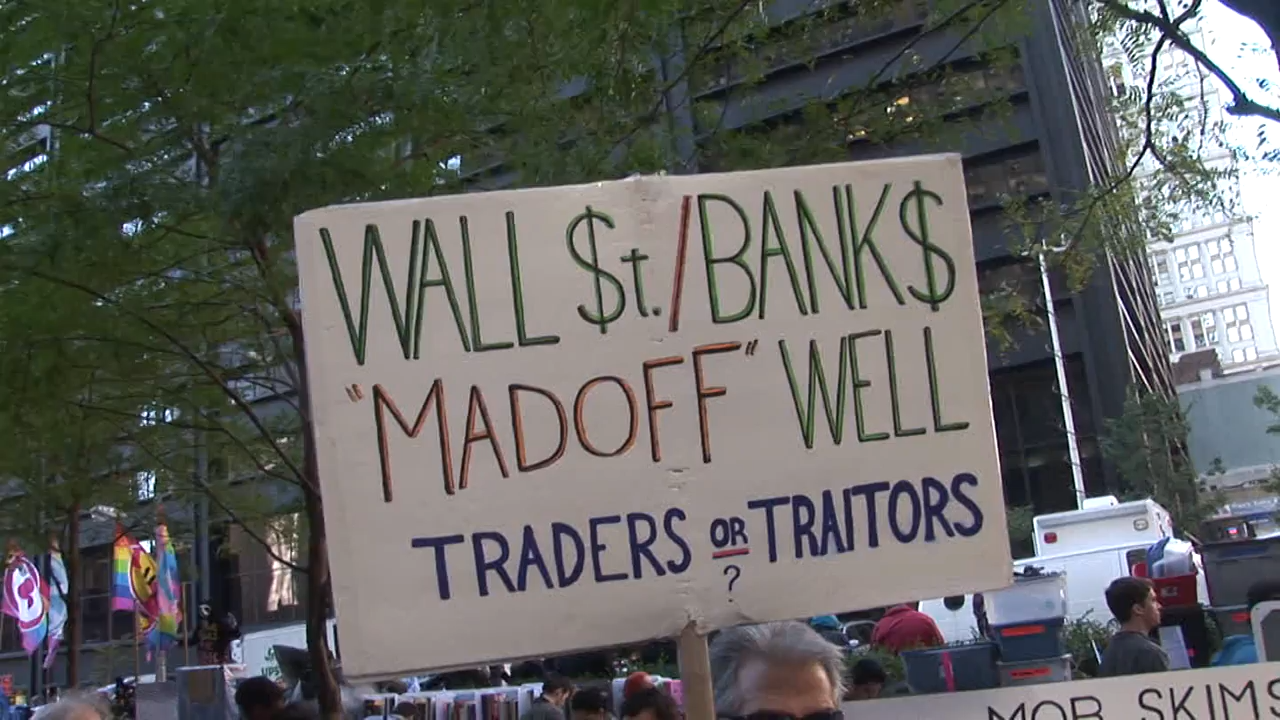 WALL $t./BANK$
"MADOFF" WELL
TRADERS OR TRAITORS
?
MOB SKIMS